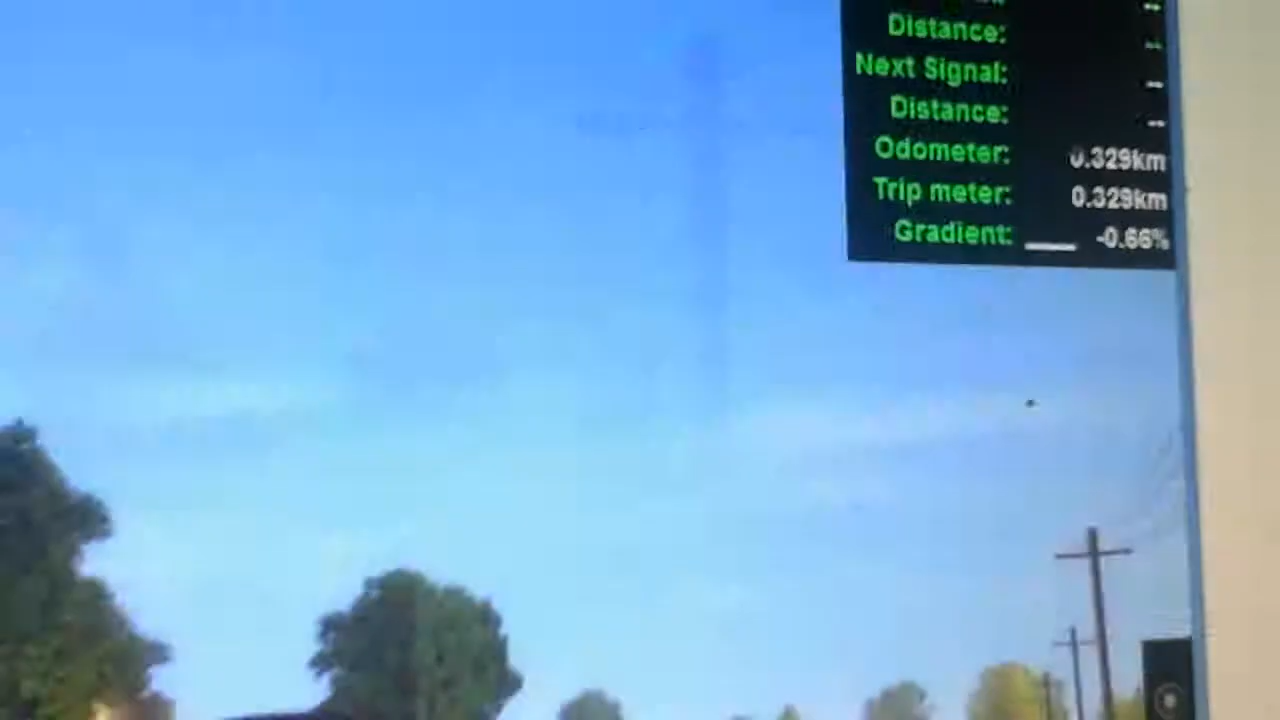 Distance: --
Next Signal: --
Distance: --
Odometer: 0.329km
Trip meter: 0.329km
Gradient: -0.66%